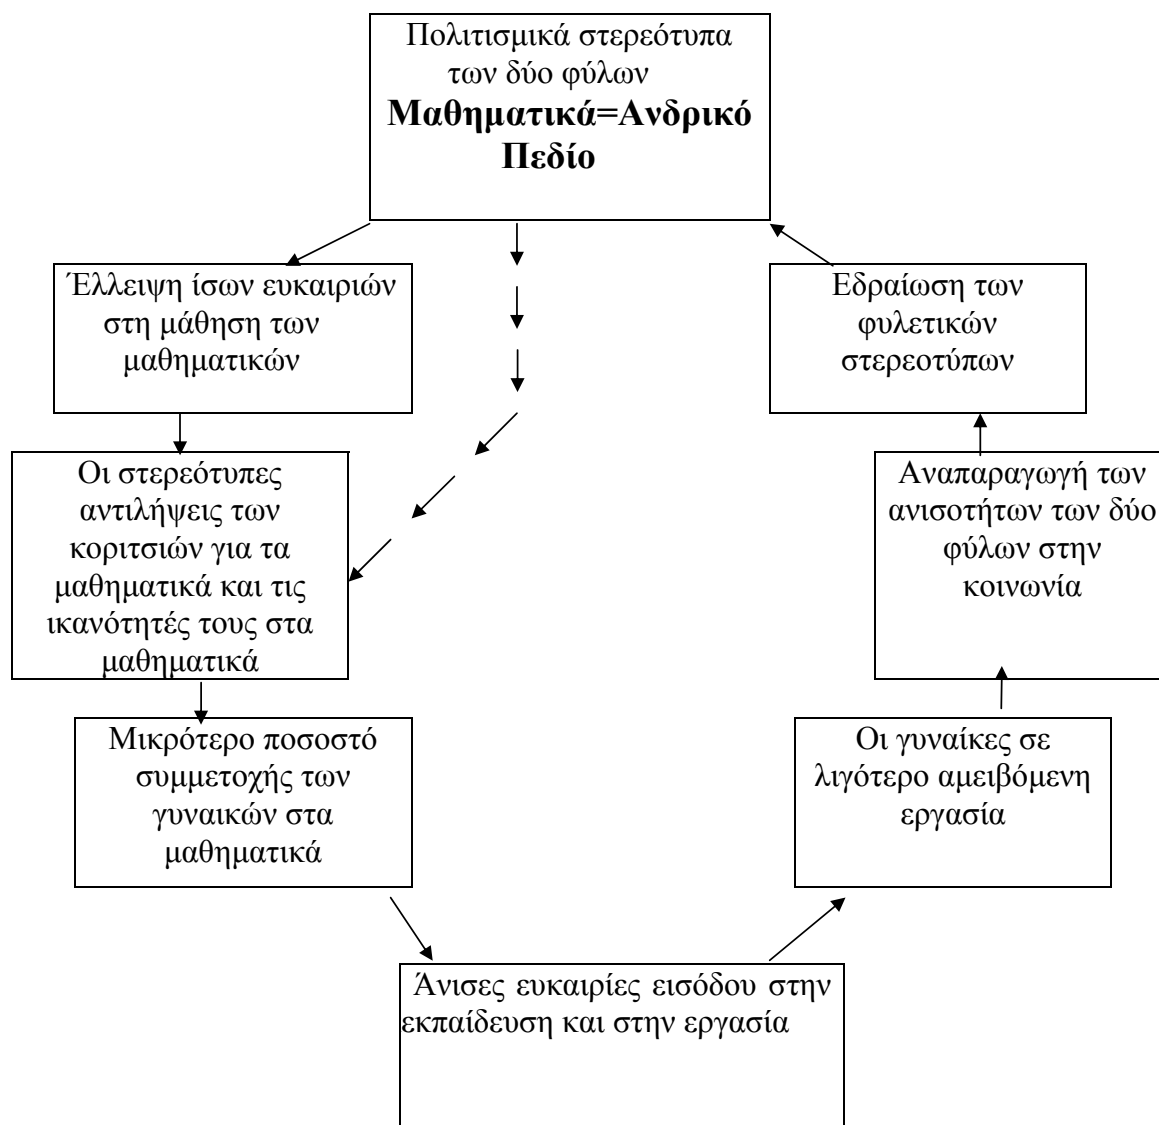 Πολιτισμικά στερεότυπα
των δύο φύλων
Μαθηματικά=Ανδρικό
Πεδίο
Έλλειψη ίσων ευκαιριών
στη μάθηση των
μαθηματικών
Εδραίωση των
φυλετικών
στερεοτύπων
Οι στερεότυπες
αντιλήψεις των
κοριτσιών για τα
μαθηματικά και τις
ικανότητές τους στα
μαθηματικά
Αναπαραγωγή των
ανισοτήτων των δύο
φύλων στην
κοινωνία
Μικρότερο ποσοστό
συμμετοχής των
γυναικών στα
μαθηματικά
Οι γυναίκες σε
λιγότερο αμειβόμενη
εργασία
Άνισες ευκαιρίες εισόδου στην
εκπαίδευση και στην εργασία